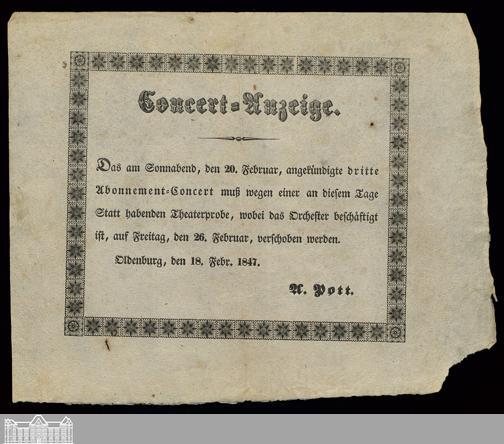 Concert-Anzeige.
Das am Sonnabend, den 20. Februar, angekündigte dritte
Abonnement-Concert muß wegen einer an diesem Tage
Statt habenden Theaterprobe, wobei das Orchester beschäftigt
ist, auf Freitag, den 26. Februar, verschoben werden.
Oldenburg, den 18. Febr. 1847.
A. Pott.